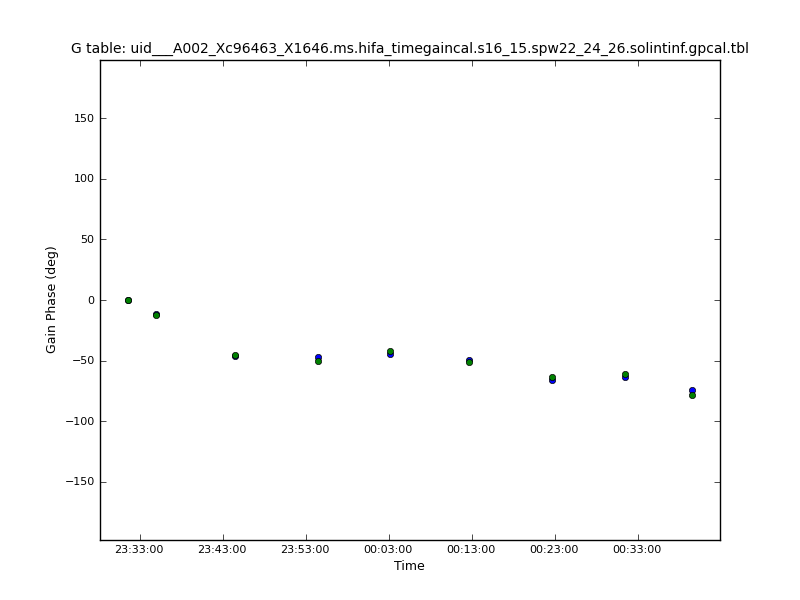 G table: uid___A002_Xc96463_X1646.ms.hifa_timegaincal.s16_15.spw22_24_26.solintinf.gpcal.tbl
150
100
50
0
−50
−100
−150
Gain Phase (deg)
23:33:00 23:43:00 23:53:00 00:03:00 00:13:00 00:23:00 00:33:00
Time